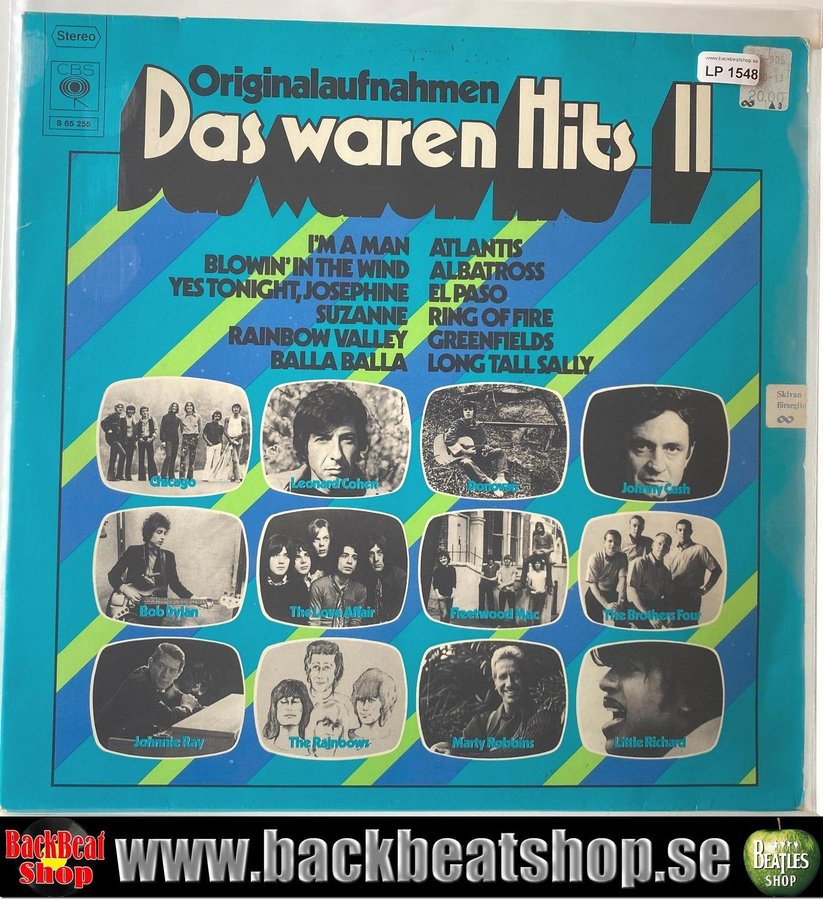 Stereo
CBS
S 65 255
www.backbeatshop.se
LP 1548
20.00
Originalaufnahmen
Das waren Hits II
I'M A MAN
BLOWIN' IN THE WIND
YES TONIGHT, JOSEPHINE
SUZANNE
RAINBOW VALLEY
BALLA BALLA
ATLANTIS
ALBATROSS
EL PASO
RING OF FIRE
GREENFIELDS
LONG TALL SALLY
Skivan
Chicago
Leonard Cohen
Donovan
Johnny Cash
Bob Dylan
The Love Affair
Fleetwood Mac
The Brothers Four
Johnnie Ray
The Rainbows
Marty Robbins
Little Richard
BackBeat
Shop
www.backbeatshop.se
BEATLES
SHOP